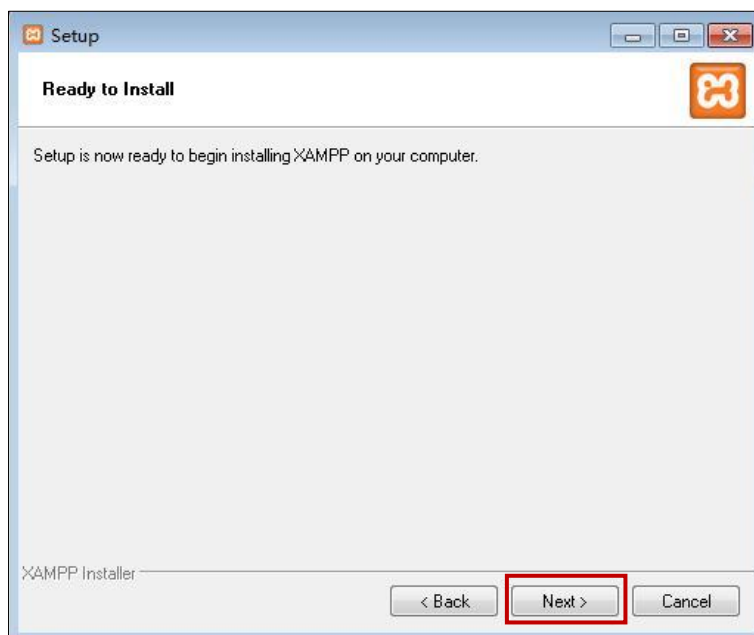 Setup
Ready to Install
Setup is now ready to begin installing XAMPP on your computer.
XAMPP Installer
< Back
Next >
Cancel